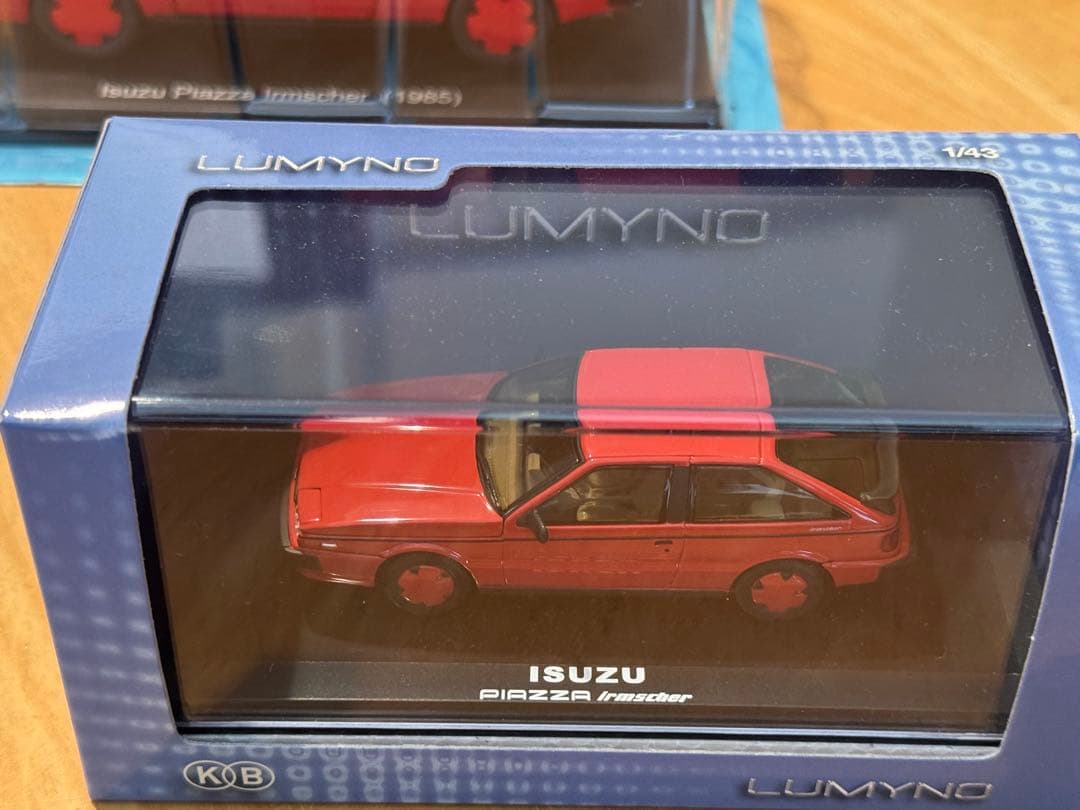 Isuzu Piazza Irmscher (1985)
LUMYNO
1/43
LUMYNO
ISUZU
PIAZZA Irmscher
KB
LUMYNO